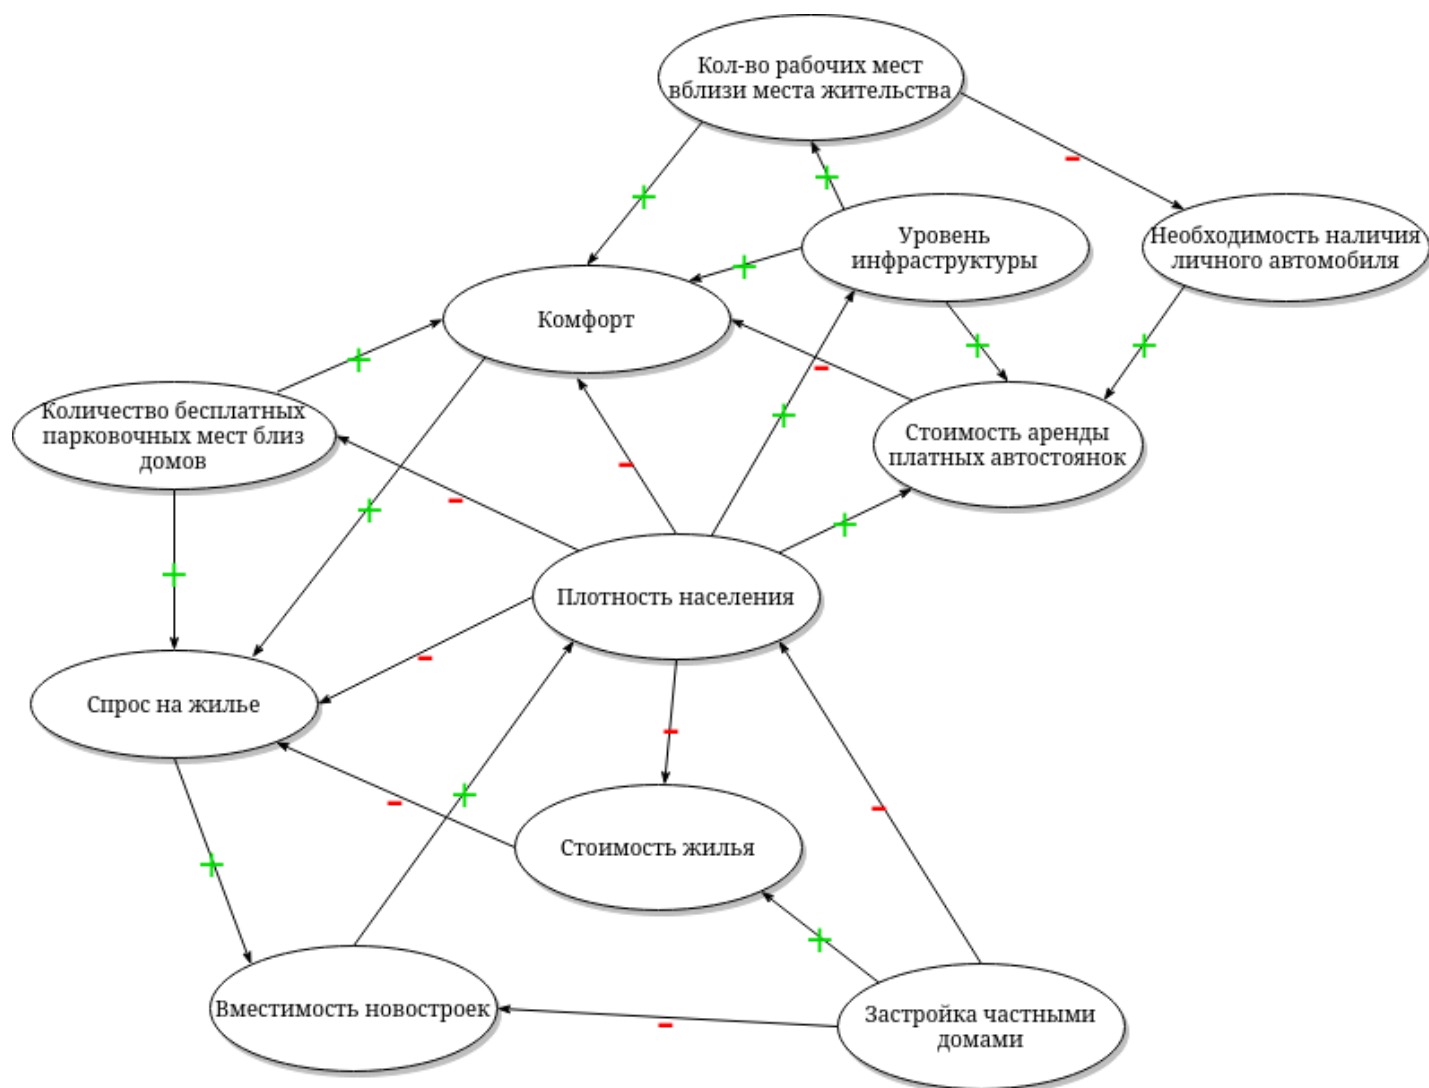 Кол-во рабочих мест
вблизи места жительства
-
+
+
Уровень
инфраструктуры
Необходимость наличия
личного автомобиля
+
Комфорт
+
+
+
-
Количество бесплатных
парковочных мест близ
домов
+
Стоимость аренды
платных автостоянок
-
-
+
+
+
Плотность населения
-
Спрос на жилье
-
+
-
-
Стоимость жилья
+
+
Вместимость новостроек
-
Застройка частными
домами